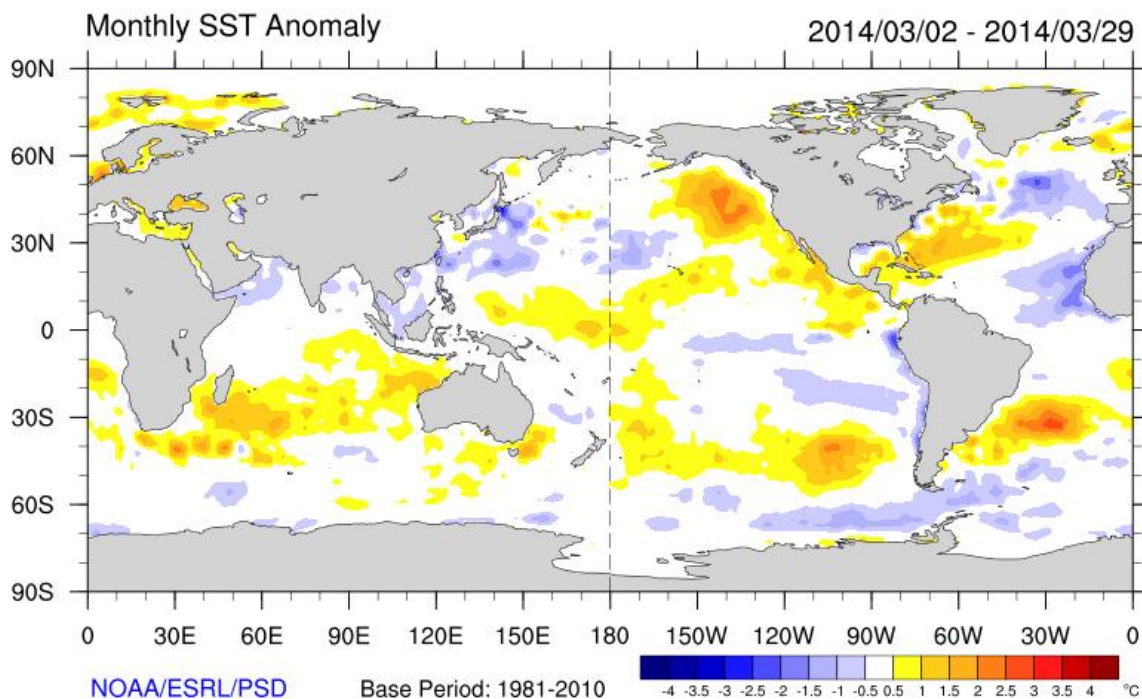 Monthly SST Anomaly 2014/03/02 - 2014/03/29
90N
60N
30N
0
30S
60S
90S
0 30E 60E 90E 120E 150E 180 150W 120W 90W 60W 30W 0
NOAA/ESRL/PSD Base Period: 1981-2010
-4 -3.5 -3 -2.5 -2 -1.5 -1 -0.5 0.5 1 1.5 2 2.5 3 3.5 4